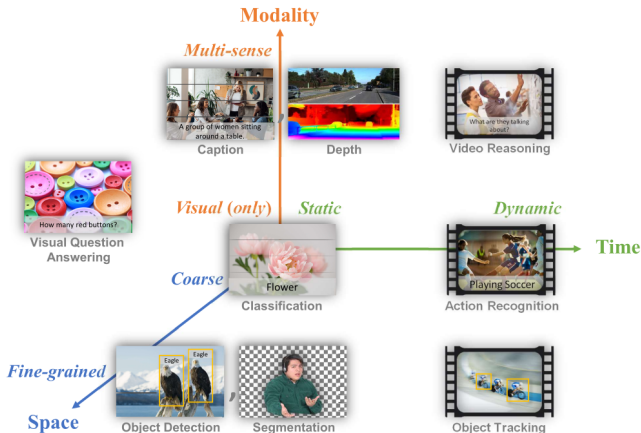 Modality
Multi-sense
A group of women sitting
around a table.
What are they talking
about?
Caption
Depth
Video Reasoning
How many red buttons?
Visual Question
Answering
Visual (only)
Static
Dynamic
Time
Flower
Playing Soccer
Coarse
Classification
Action Recognition
Eagle
Eagle
Fine-grained
Space
,
,
Object Detection
Segmentation
Object Tracking